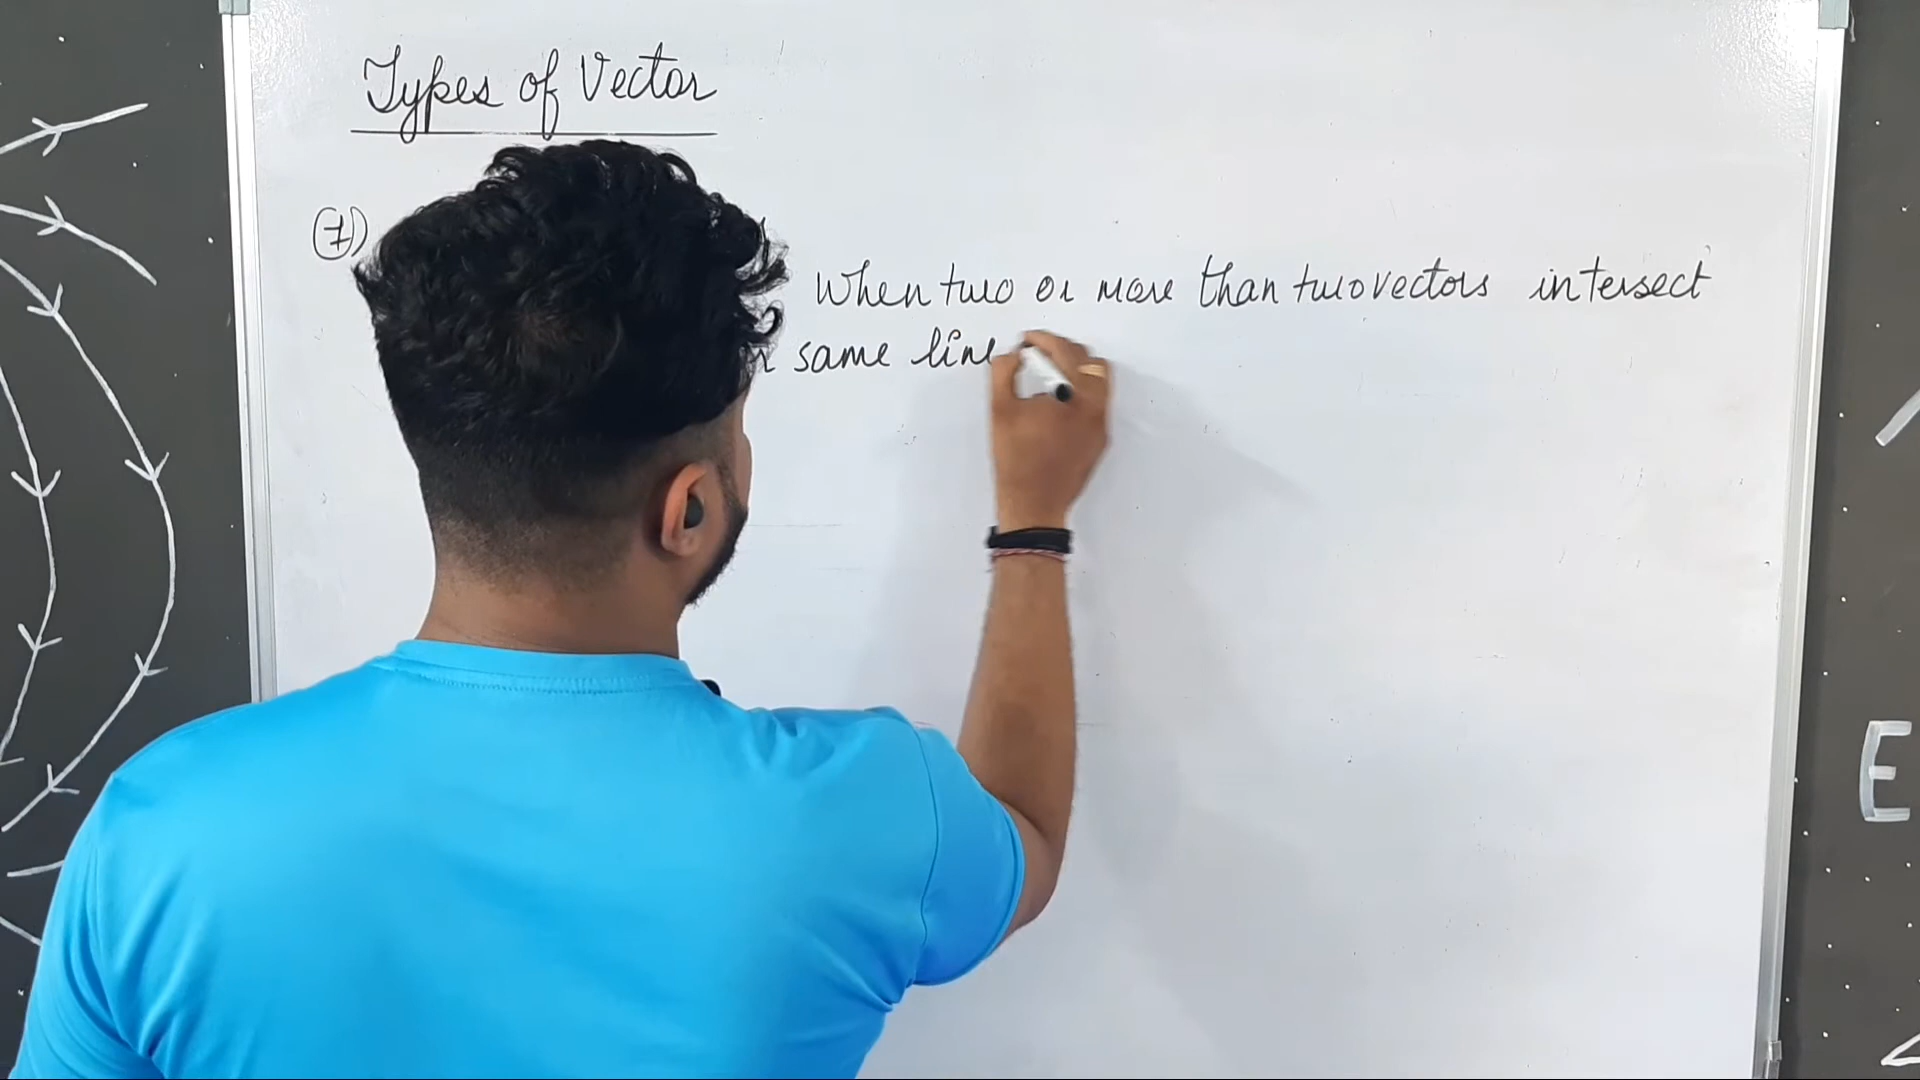 Types of Vector
(7)
When two or more than two vectors intersect
same line
E